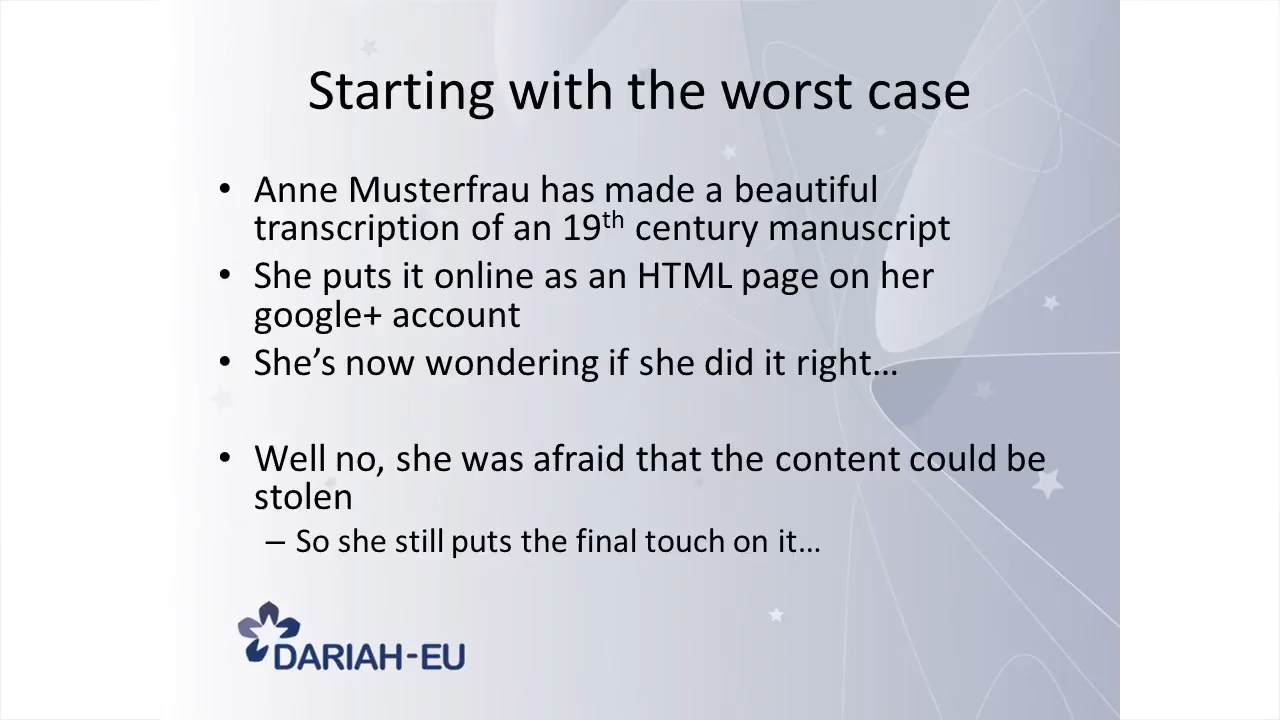 Starting with the worst case
• Anne Musterfrau has made a beautiful
transcription of an 19th century manuscript
• She puts it online as an HTML page on her
google+ account
• She’s now wondering if she did it right…
• Well no, she was afraid that the content could be
stolen
– So she still puts the final touch on it…
DARIAH-EU